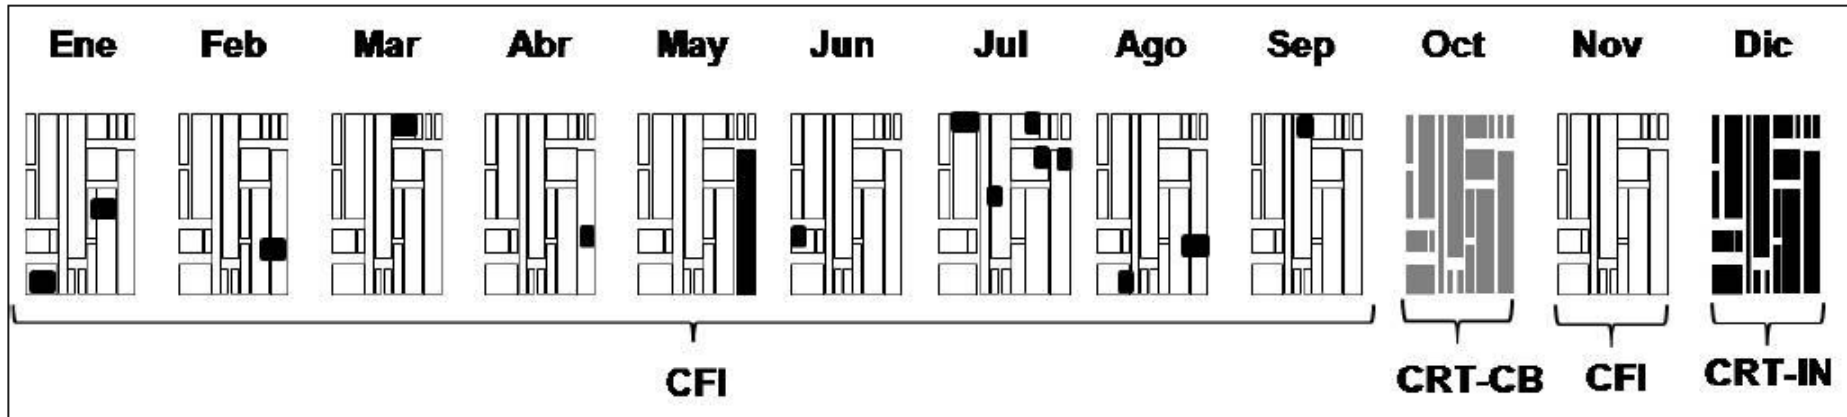 Ene Feb Mar Abr May Jun Jul Ago Sep Oct Nov Dic
CFI CRT-CB CFI CRT-IN